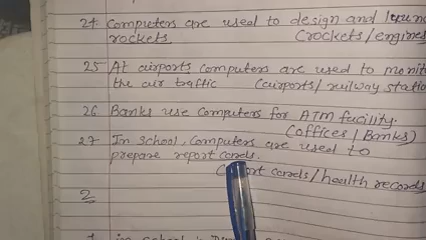 24. Computers are used to design and
rockets (rockets/engines
25 At airports computers are used to
the air traffic (airports/railway
26. Banks use computers for ATM facility.
(offices/Banks)
27 In school, computers are used to
prepare report cards.
cards/health records
2